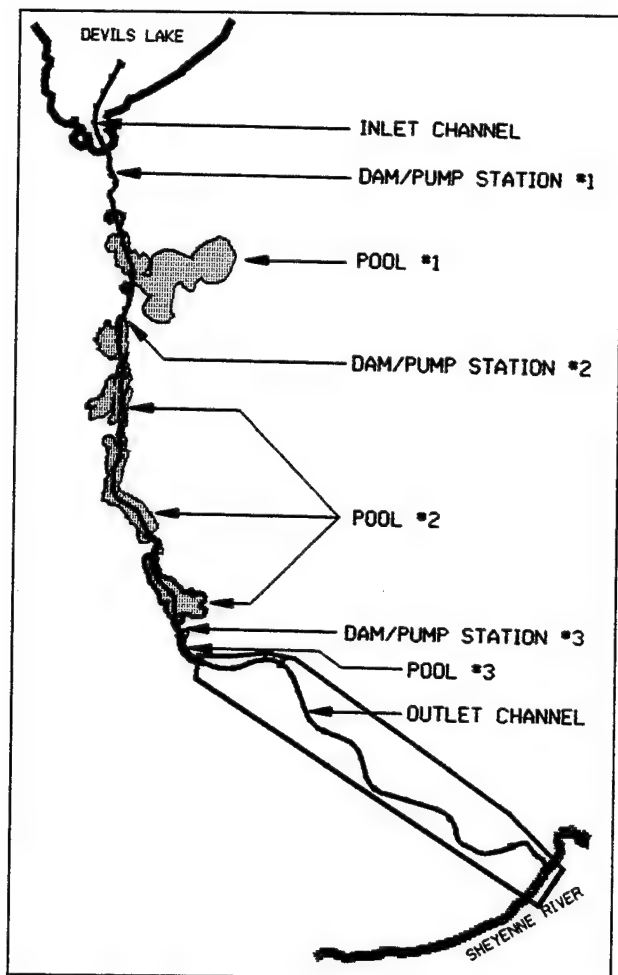 DEVILS LAKE
INLET CHANNEL
DAM/PUMP STATION #1
POOL #1
DAM/PUMP STATION #2
POOL #2
DAM/PUMP STATION #3
POOL #3
OUTLET CHANNEL
SHEYENNE RIVER